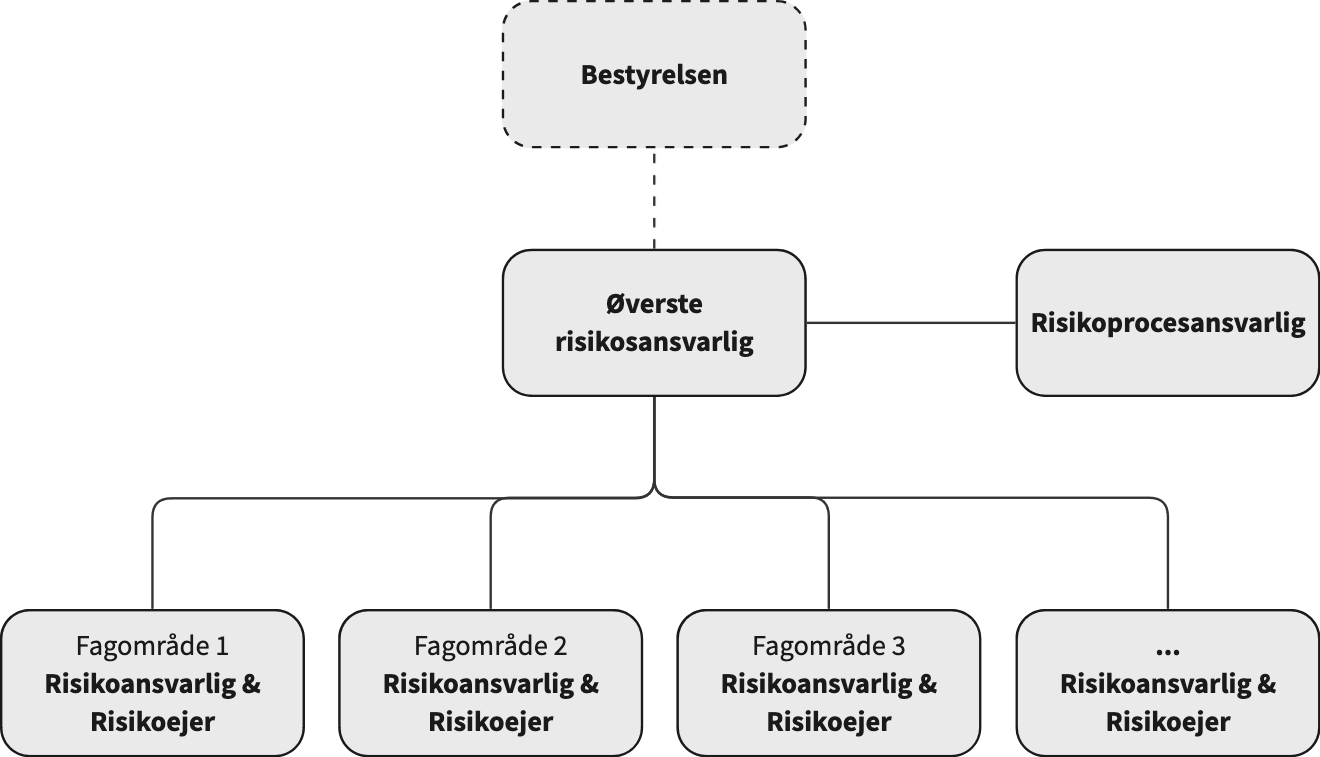 Bestyrelsen
Øverste
risikosansvarlig
Risikoprocesansvarlig
Fagområde 1
Risikoansvarlig &
Risikoejer
Fagområde 2
Risikoansvarlig &
Risikoejer
Fagområde 3
Risikoansvarlig &
Risikoejer
...
Risikoansvarlig &
Risikoejer